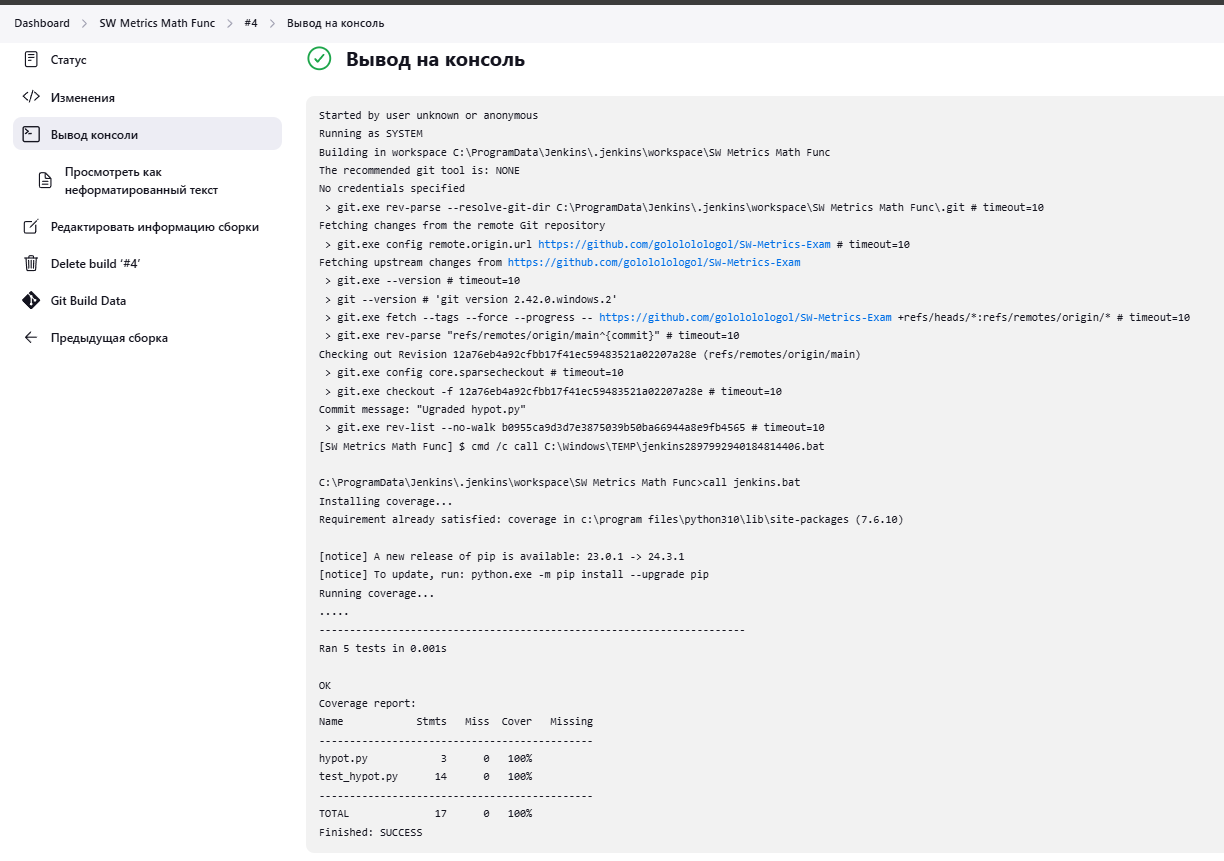 Dashboard > SW Metrics Math Func > #4 > Вывод на консоль
Статус
Изменения
Вывод консоли
Просмотреть как
неформатированный текст
Редактировать информацию сборки
Delete build ‘#4’
Git Build Data
Предыдущая сборка
Вывод на консоль
Started by user unknown or anonymous
Running as SYSTEM
Building in workspace C:\ProgramData\Jenkins\.jenkins\workspace\SW Metrics Math Func
The recommended git tool is: NONE
No credentials specified
 > git.exe rev-parse --resolve-git-dir C:\ProgramData\Jenkins\.jenkins\workspace\SW Metrics Math Func\.git # timeout=10
Fetching changes from the remote Git repository
 > git.exe config remote.origin.url https://github.com/gololololologol/SW-Metrics-Exam # timeout=10
Fetching upstream changes from https://github.com/gololololologol/SW-Metrics-Exam
 > git.exe --version # timeout=10
 > git --version # 'git version 2.42.0.windows.2'
 > git.exe fetch --tags --force --progress -- https://github.com/gololololologol/SW-Metrics-Exam +refs/heads/*:refs/remotes/origin/* # timeout=10
 > git.exe rev-parse "refs/remotes/origin/main^{commit}" # timeout=10
Checking out Revision 12a76eb4a92cfbb17f41ec59483521a02207a28e (refs/remotes/origin/main)
 > git.exe config core.sparsecheckout # timeout=10
 > git.exe checkout -f 12a76eb4a92cfbb17f41ec59483521a02207a28e # timeout=10
Commit message: "Ugraded hypot.py"
 > git.exe rev-list --no-walk b0955ca9d3d7e3875039b50ba66944a8e9fb4565 # timeout=10
[SW Metrics Math Func] $ cmd /c call C:\Windows\TEMP\jenkins2897992940184814406.bat
C:\ProgramData\Jenkins\.jenkins\workspace\SW Metrics Math Func>call jenkins.bat
Installing coverage...
Requirement already satisfied: coverage in c:\program files\python310\lib\site-packages (7.6.10)
[notice] A new release of pip is available: 23.0.1 -> 24.3.1
[notice] To update, run: python.exe -m pip install --upgrade pip
Running coverage...
.....
----------------------------------------------------------------------
Ran 5 tests in 0.001s
OK
Coverage report:
Name            Stmts   Miss  Cover   Missing
---------------------------------------------
hypot.py            3      0   100%
test_hypot.py      14      0   100%
---------------------------------------------
TOTAL              17      0   100%
Finished: SUCCESS